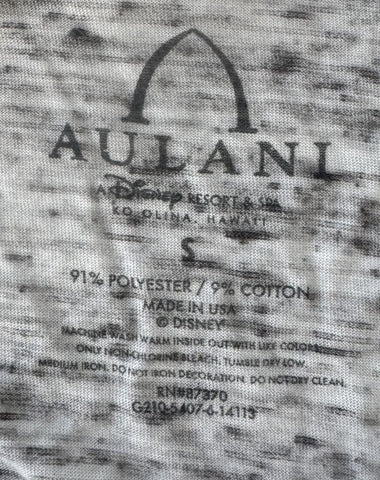 AULANI
A Disney RESORT & SPA
KO OLINA, HAWAI'I
S
91% POLYESTER / 9% COTTON
MADE IN USA
© DISNEY
MACHINE WASH WARM INSIDE OUT WITH LIKE COLORS.
ONLY NON-CHLORINE BLEACH. TUMBLE DRY LOW.
MEDIUM IRON. DO NOT IRON DECORATION. DO NOT DRY CLEAN.
RN#87370
G210-5407-4-14113